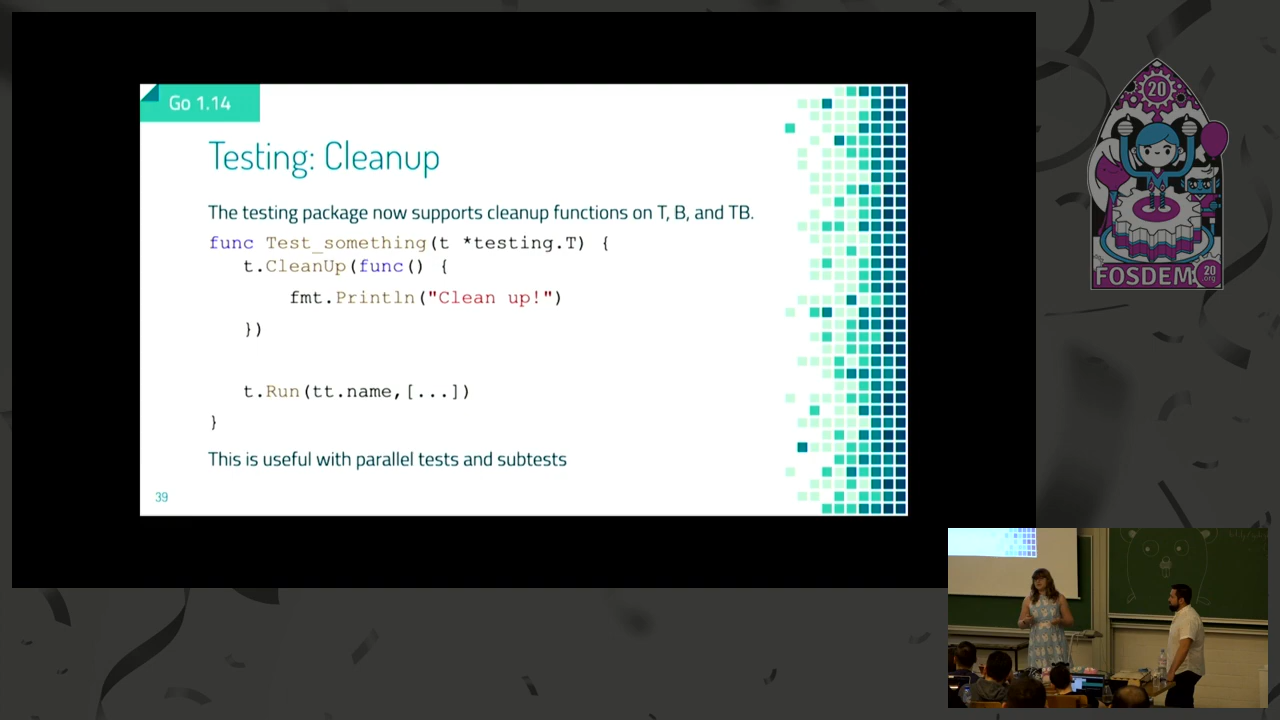 Go 1.14
Testing: Cleanup
The testing package now supports cleanup functions on T, B, and TB.
func Test_something(t *testing.T) {
t.CleanUp(func() {
fmt.Println("Clean up!")
})
t.Run(tt.name,[...])
}
This is useful with parallel tests and subtests
39
20
FOSDEM
20
.org